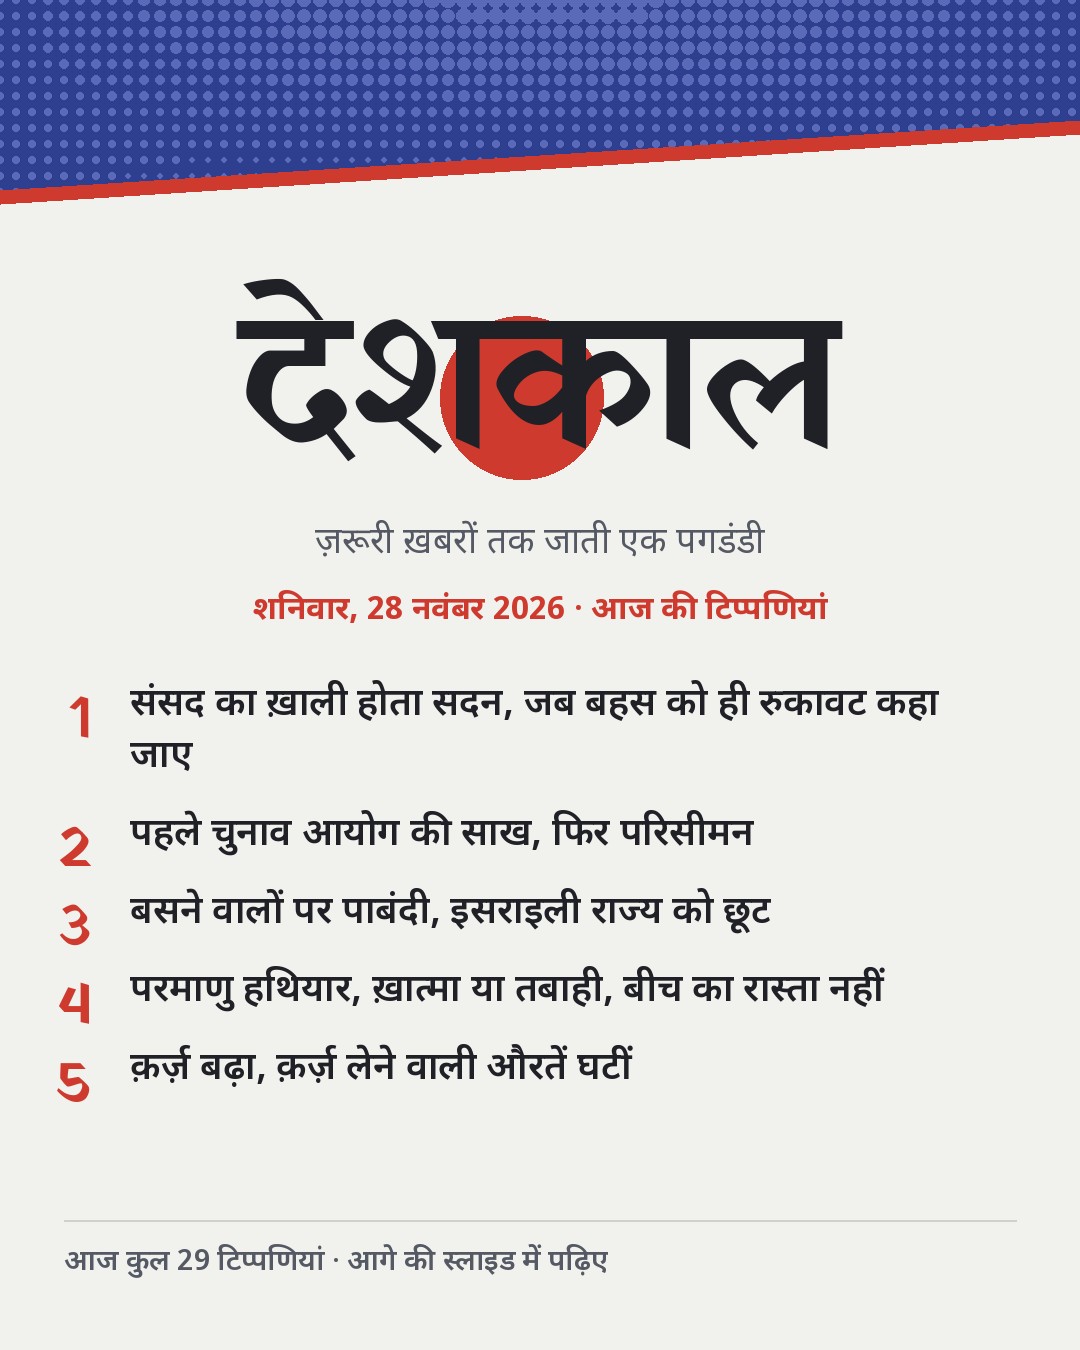 देशकाल
ज़रूरी ख़बरों तक जाती एक पगडंडी
शनिवार, 28 नवंबर 2026 · आज की टिप्पणियां
1 संसद का ख़ाली होता सदन, जब बहस को ही रुकावट कहा
जाए
2 पहले चुनाव आयोग की साख, फिर परिसीमन
3 बसने वालों पर पाबंदी, इसराइली राज्य को छूट
4 परमाणु हथियार, ख़ात्मा या तबाही, बीच का रास्ता नहीं
5 क़र्ज़ बढ़ा, क़र्ज़ लेने वाली औरतें घटीं
आज कुल 29 टिप्पणियां · आगे की स्लाइड में पढ़िए